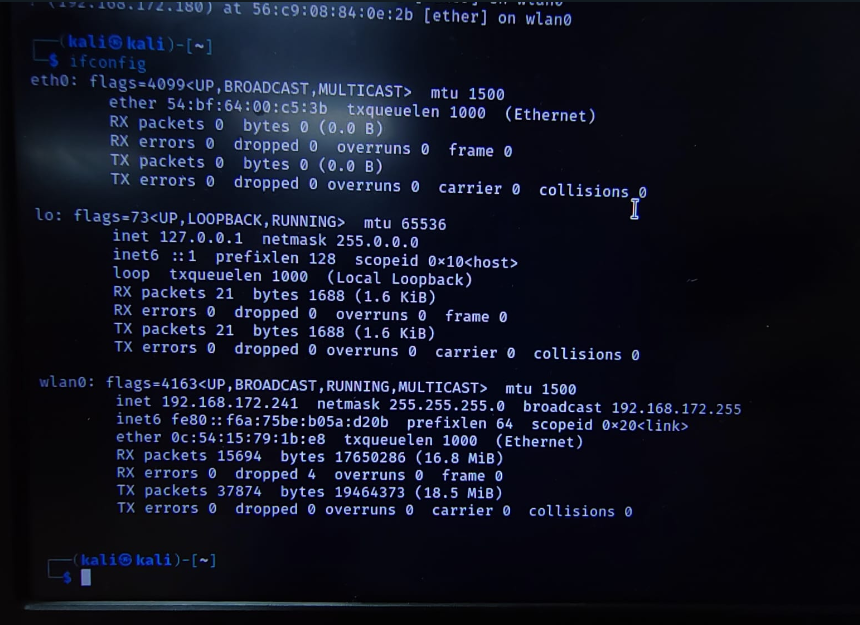 (192.168.172.180) at 56:c9:08:84:0e:2b [ether] on wlan0
┌──(kali㉿kali)-[~]
└─$ ifconfig
eth0: flags=4099<UP,BROADCAST,MULTICAST>  mtu 1500
ether 54:bf:64:00:c5:3b  txqueuelen 1000  (Ethernet)
RX packets 0  bytes 0 (0.0 B)
RX errors 0  dropped 0  overruns 0  frame 0
TX packets 0  bytes 0 (0.0 B)
TX errors 0  dropped 0 overruns 0  carrier 0  collisions 0
lo: flags=73<UP,LOOPBACK,RUNNING>  mtu 65536
inet 127.0.0.1  netmask 255.0.0.0
inet6 ::1  prefixlen 128  scopeid 0×10<host>
loop  txqueuelen 1000  (Local Loopback)
RX packets 21  bytes 1688 (1.6 KiB)
RX errors 0  dropped 0  overruns 0  frame 0
TX packets 21  bytes 1688 (1.6 KiB)
TX errors 0  dropped 0 overruns 0  carrier 0  collisions 0
wlan0: flags=4163<UP,BROADCAST,RUNNING,MULTICAST>  mtu 1500
inet 192.168.172.241  netmask 255.255.255.0  broadcast 192.168.172.255
inet6 fe80::f6a:75be:b05a:d20b  prefixlen 64  scopeid 0×20<link>
ether 0c:54:15:79:1b:e8  txqueuelen 1000  (Ethernet)
RX packets 15694  bytes 17650286 (16.8 MiB)
RX errors 0  dropped 4  overruns 0  frame 0
TX packets 37874  bytes 19464373 (18.5 MiB)
TX errors 0  dropped 0 overruns 0  carrier 0  collisions 0
┌──(kali㉿kali)-[~]
└─$